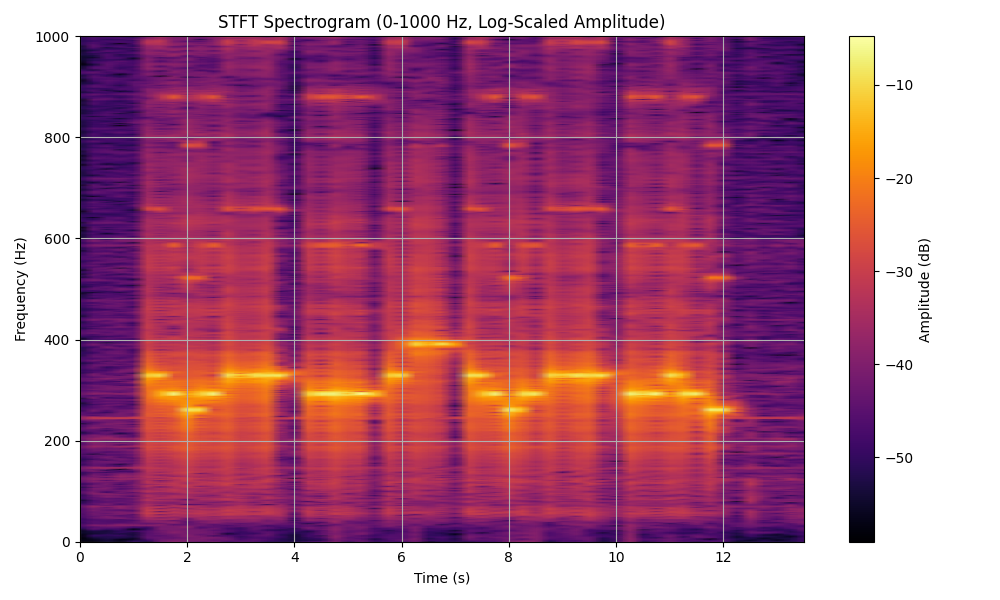 STFT Spectrogram (0-1000 Hz, Log-Scaled Amplitude)
1000
800
600
400
200
0
Frequency (Hz)
0 2 4 6 8 10 12
Time (s)
−10
−20
−30
−40
−50
Amplitude (dB)